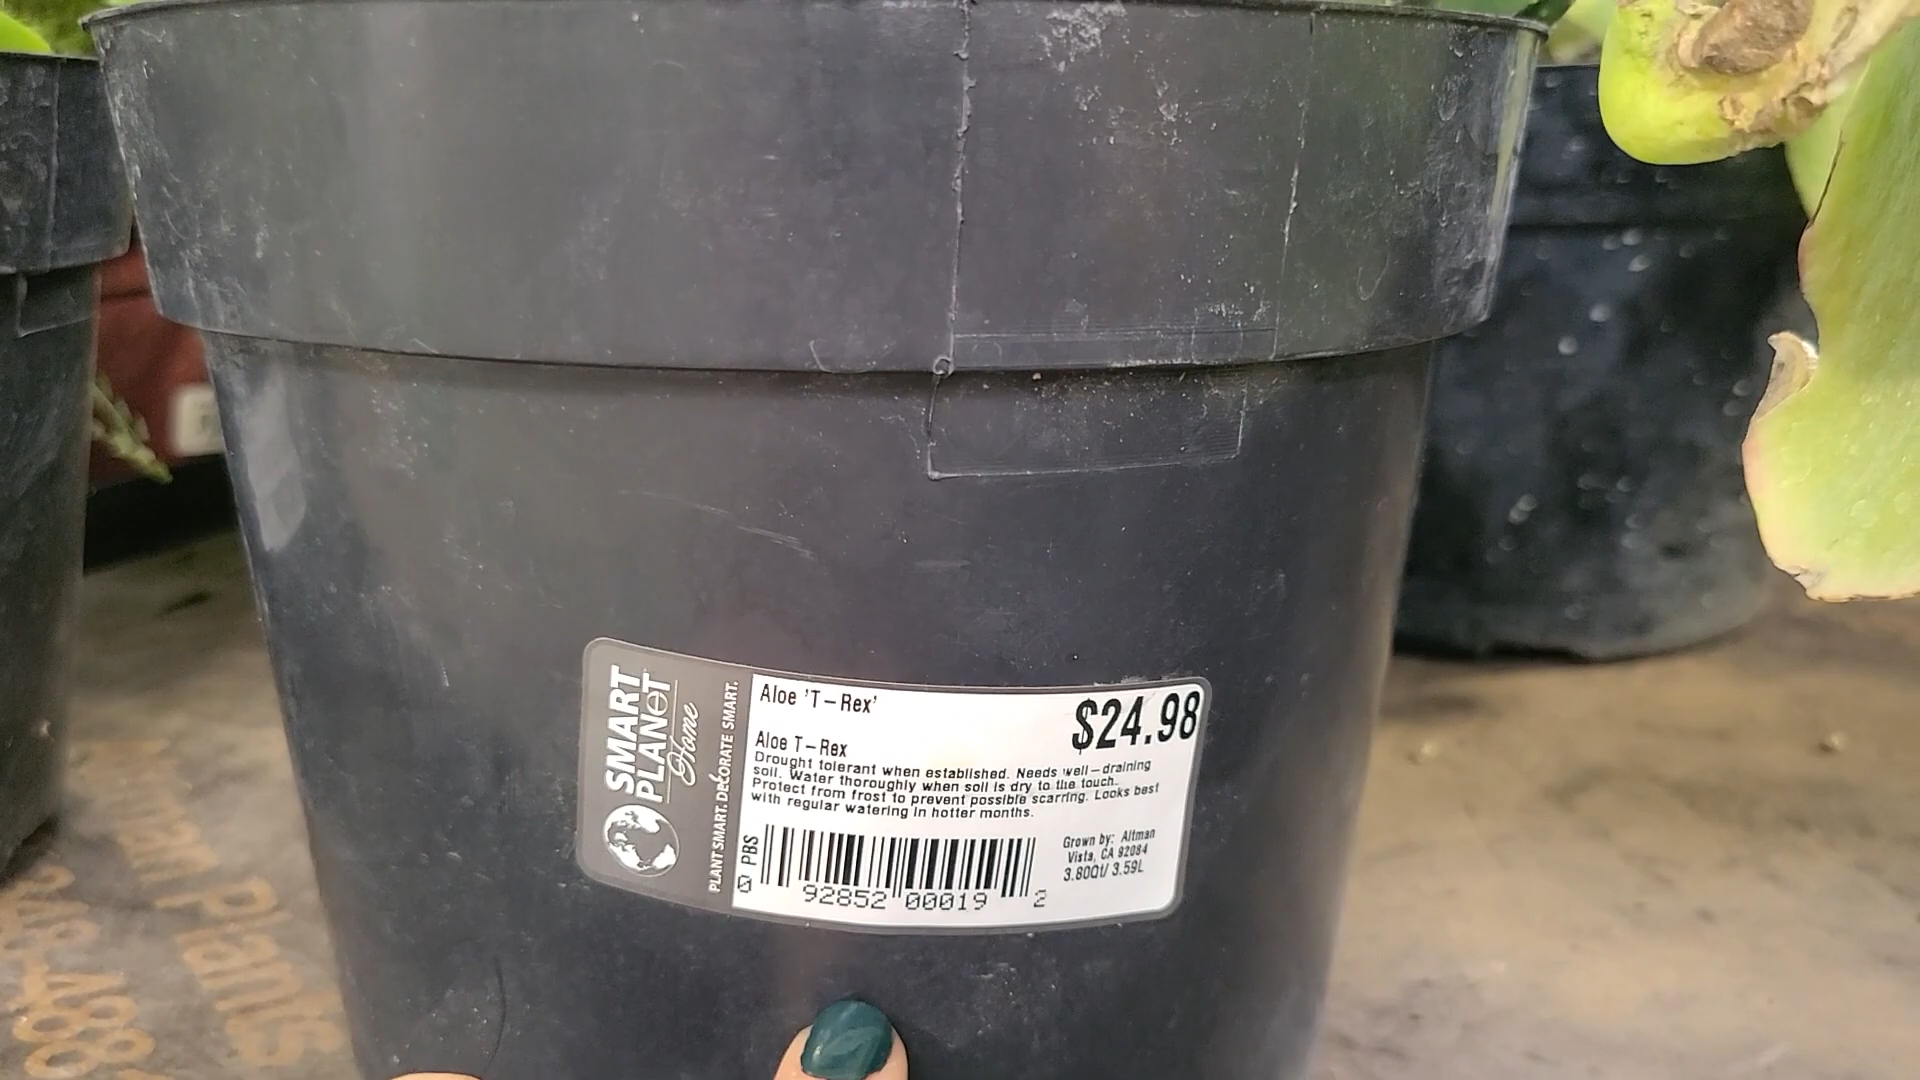 SMART
PLANET
Home
PLANT SMART. DECORATE SMART.
Aloe 'T-Rex'
$24.98
Aloe T-Rex
Drought tolerant when established. Needs well-draining
soil. Water thoroughly when soil is dry to the touch.
Protect from frost to prevent possible scarring. Looks best
with regular watering in hotter months.
0 PBS
92852 00019 2
Grown by: Altman
Vista, CA 92084
3.80Qt/ 3.59L
Plants